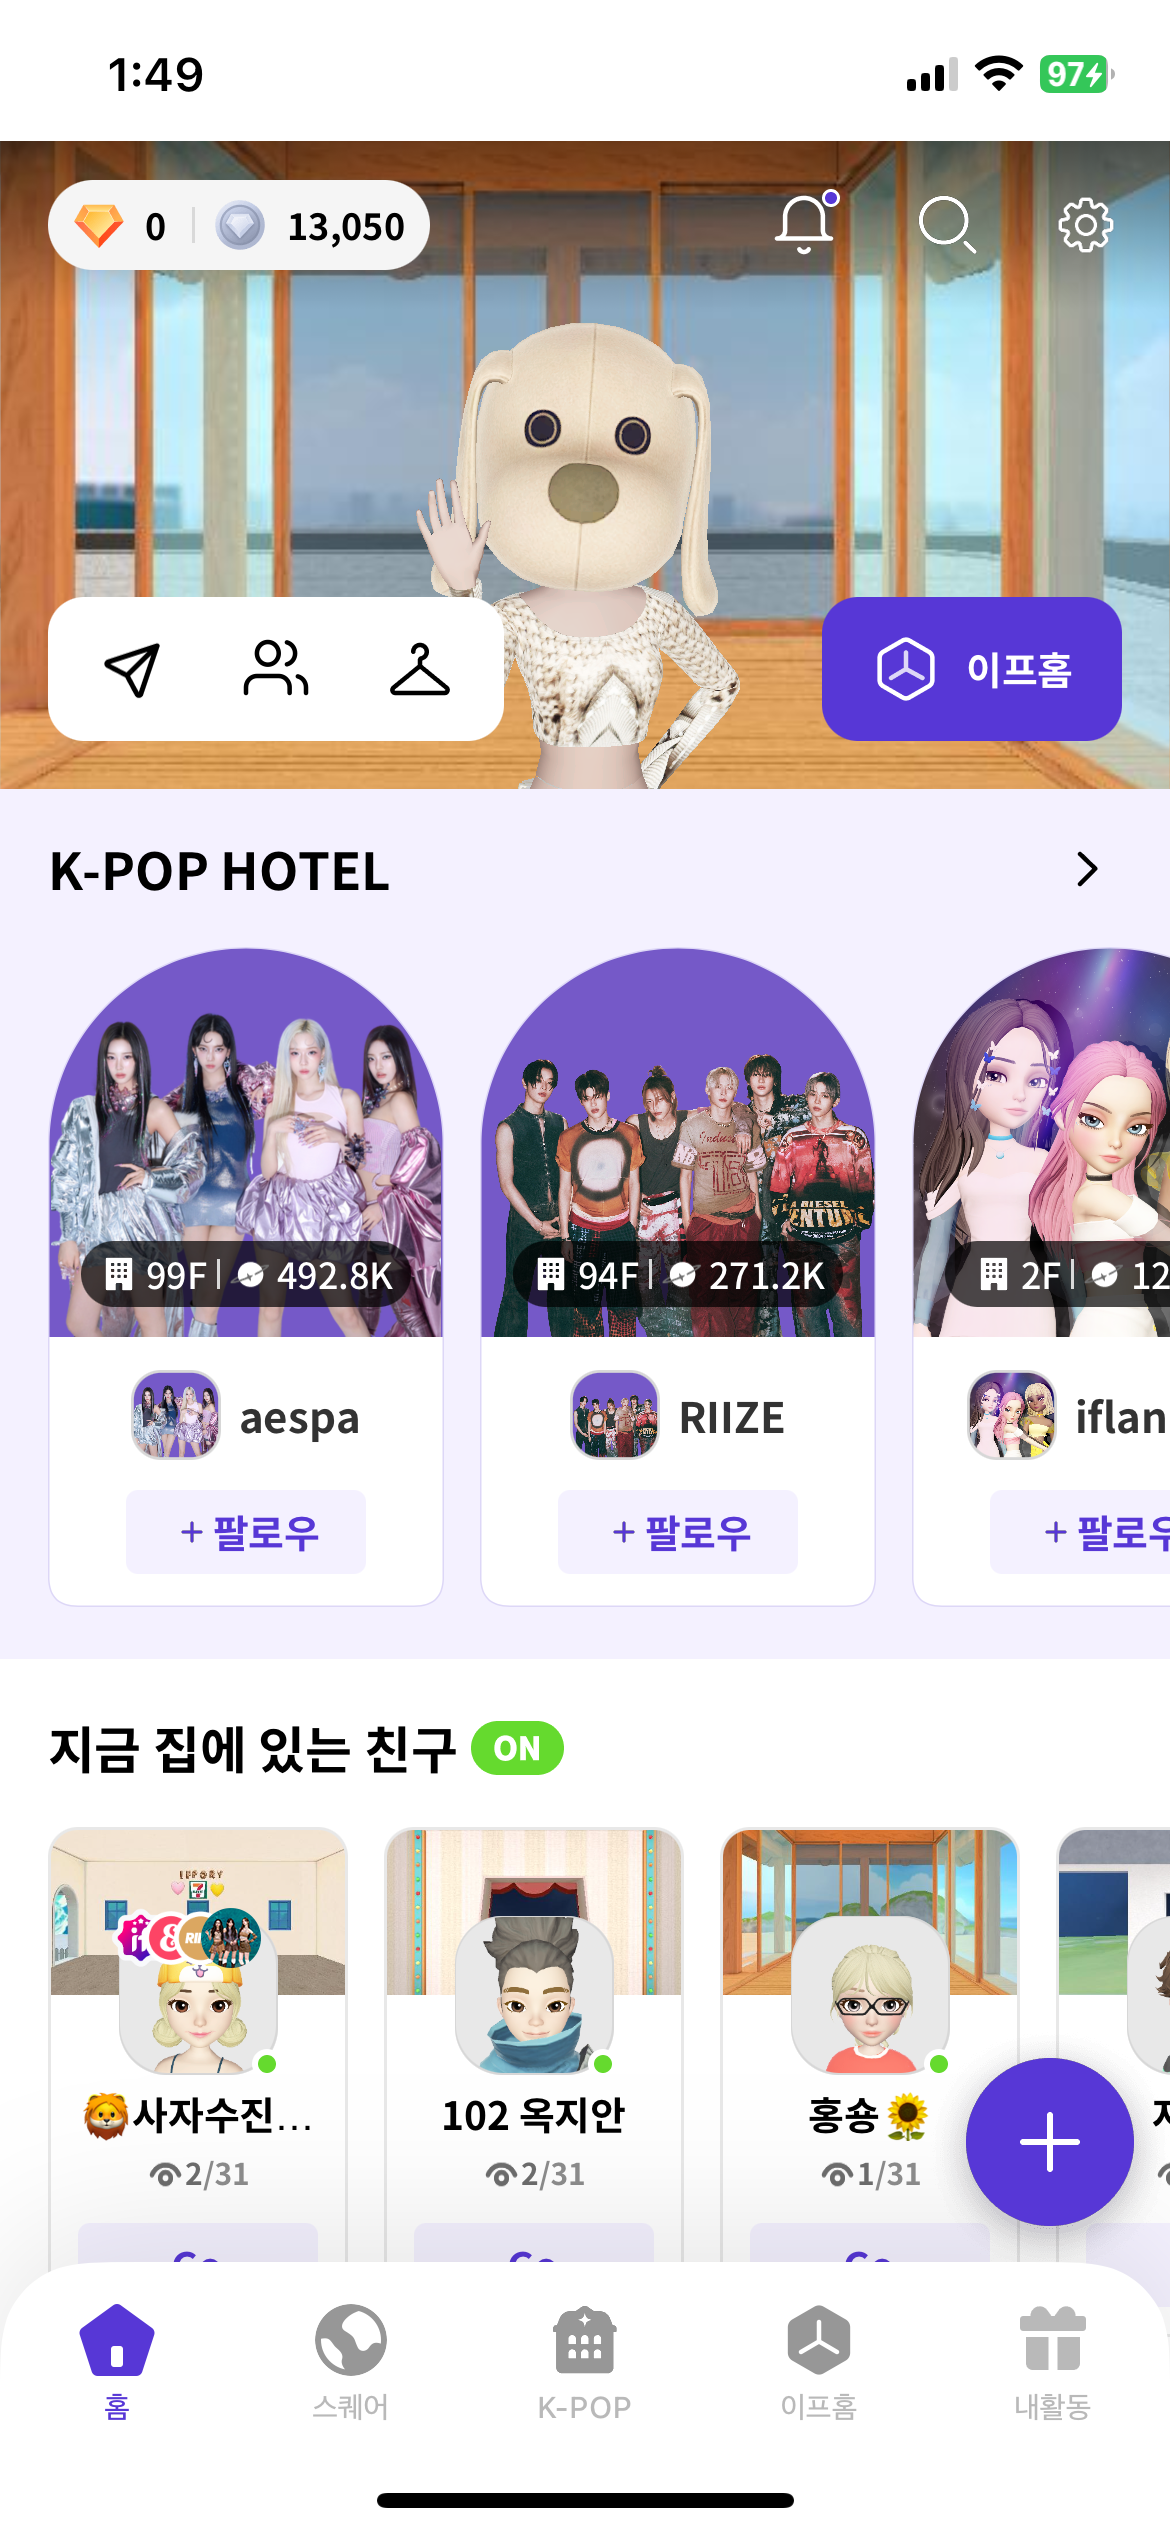 1:49
97
0 13,050
이프홈
K-POP HOTEL
99F 492.8K
94F 271.2K
2F 12
aespa
RIIZE
iflan
+ 팔로우
+ 팔로우
+ 팔로우
지금 집에 있는 친구 ON
🦁사자수진...
102 옥지안
홍숑🌻
2/31
2/31
1/31
홈
스퀘어
K-POP
이프홈
내활동